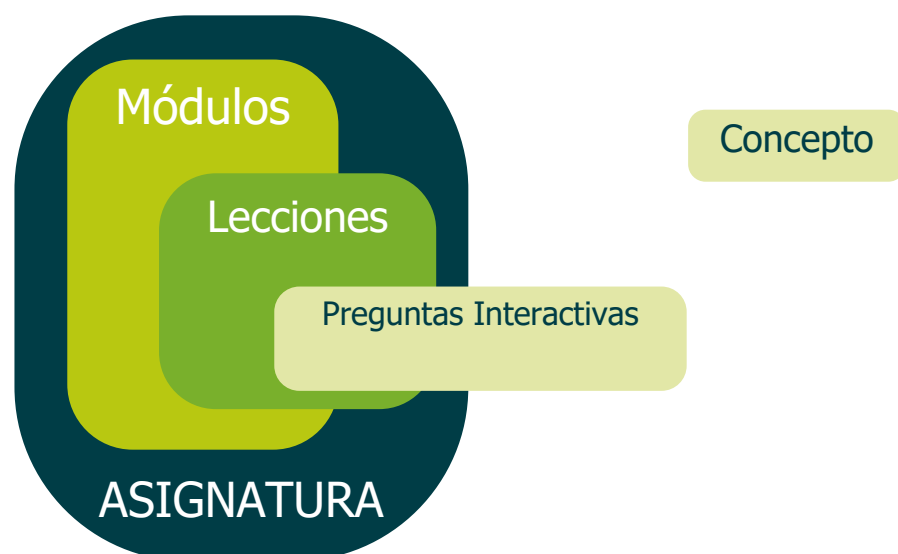 Módulos
Concepto
Lecciones
Preguntas Interactivas
ASIGNATURA